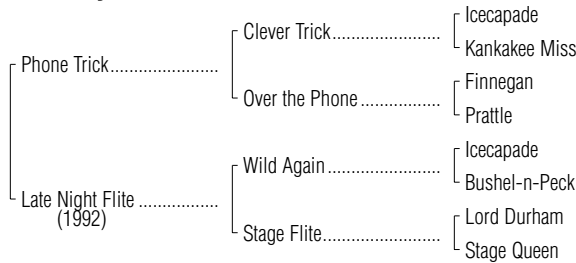 Icecapade
Clever Trick......................
Kankakee Miss
Phone Trick......................
Finnegan
Over the Phone ................
Prattle
Icecapade
Wild Again .......................
Bushel-n-Peck
Late Night Flite ................
(1992)
Lord Durham
Stage Flite.......................
Stage Queen